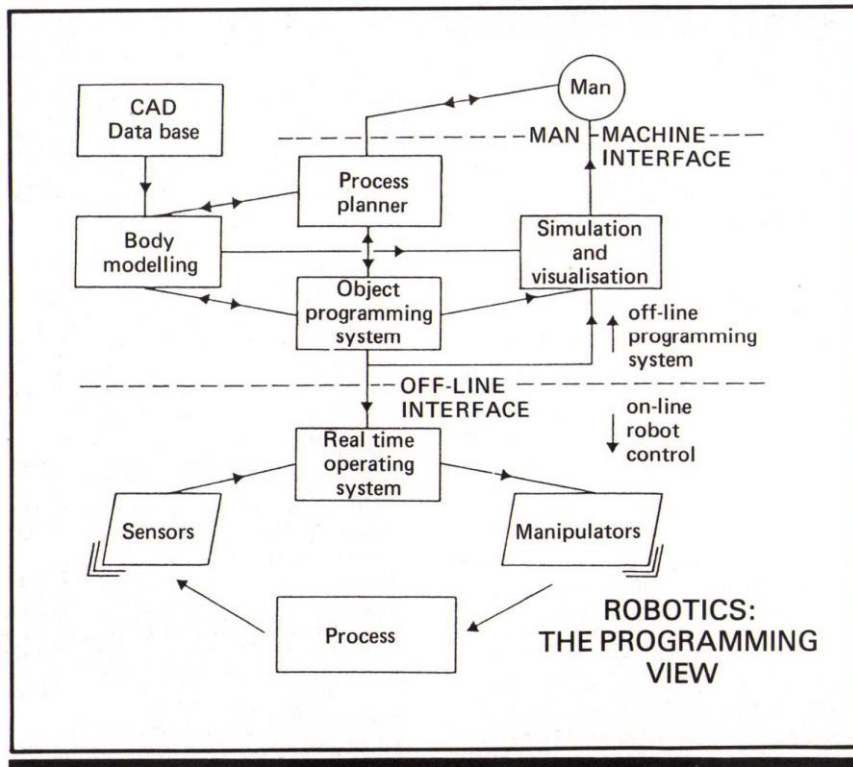 CAD
Data base
Man
MAN MACHINE
INTERFACE
Process
planner
Body
modelling
Simulation
and
visualisation
Object
programming
system
off-line
programming
system
OFF-LINE
INTERFACE
on-line
robot
control
Real time
operating
system
Sensors
Manipulators
Process
ROBOTICS:
THE PROGRAMMING
VIEW